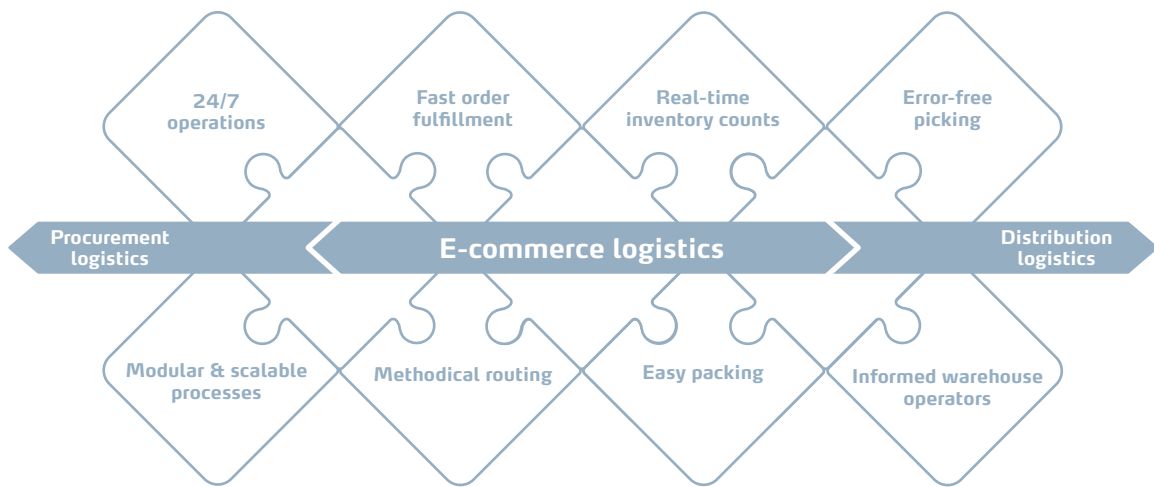 24/7
operations
Fast order
fulfillment
Real-time
inventory counts
Error-free
picking
Procurement
logistics
E-commerce logistics
Distribution
logistics
Modular & scalable
processes
Methodical routing
Easy packing
Informed warehouse
operators